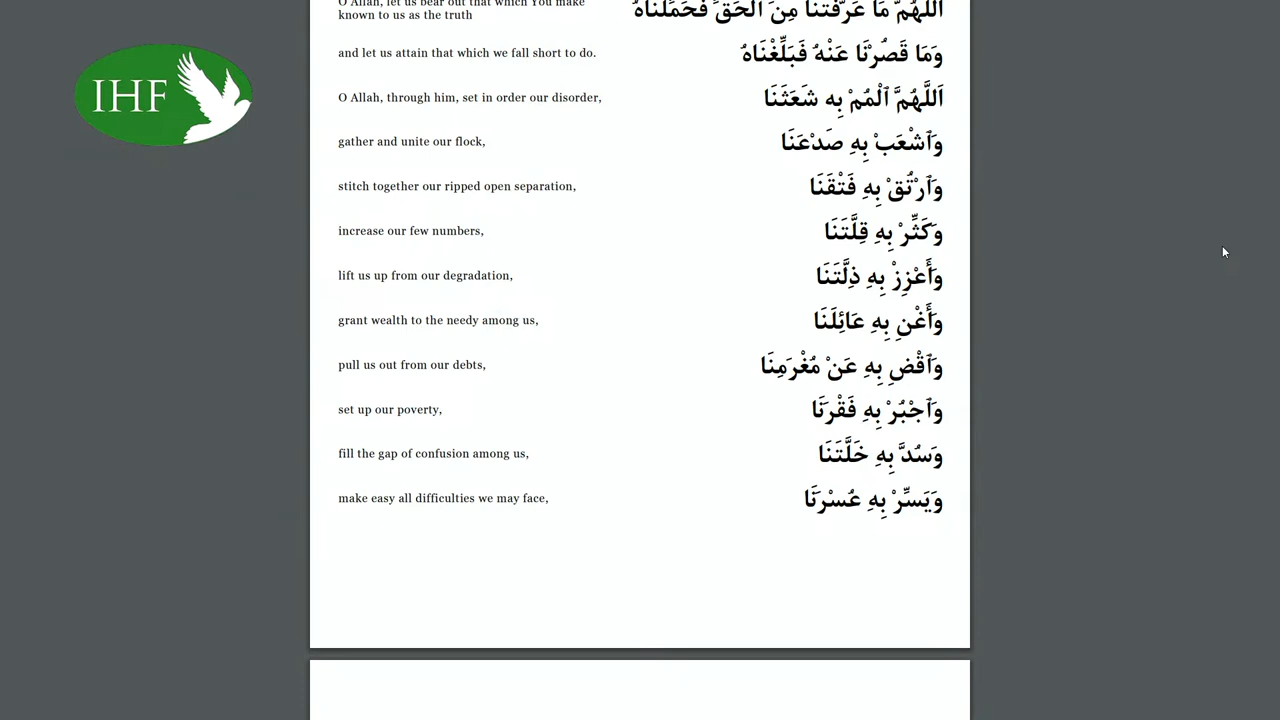 IHF
O Allah, let us bear out that which You make
known to us as the truth
اَللَّهُمَّ مَا عَرَّفْتَنَا مِنَ ٱلْحَقِّ فَحَمِّلْنَاهُ
and let us attain that which we fall short to do.
وَمَا قَصُرْنَا عَنْهُ فَبَلِّغْنَاهُ
O Allah, through him, set in order our disorder,
اَللَّهُمَّ ٱلْمُمْ بِهِ شَعَثَنَا
gather and unite our flock,
وَٱشْعَبْ بِهِ صَدْعَنَا
stitch together our ripped open separation,
وَٱرْتُقْ بِهِ فَتْقَنَا
increase our few numbers,
وَكَثِّرْ بِهِ قِلَّتَنَا
lift us up from our degradation,
وَأَعْزِزْ بِهِ ذِلَّتَنَا
grant wealth to the needy among us,
وَأَغْنِ بِهِ عَائِلَنَا
pull us out from our debts,
وَٱقْضِ بِهِ عَنْ مُغْرَمِنَا
set up our poverty,
وَٱجْبُرْ بِهِ فَقْرَنَا
fill the gap of confusion among us,
وَسُدَّ بِهِ خَلَّتَنَا
make easy all difficulties we may face,
وَيَسِّرْ بِهِ عُسْرَنَا